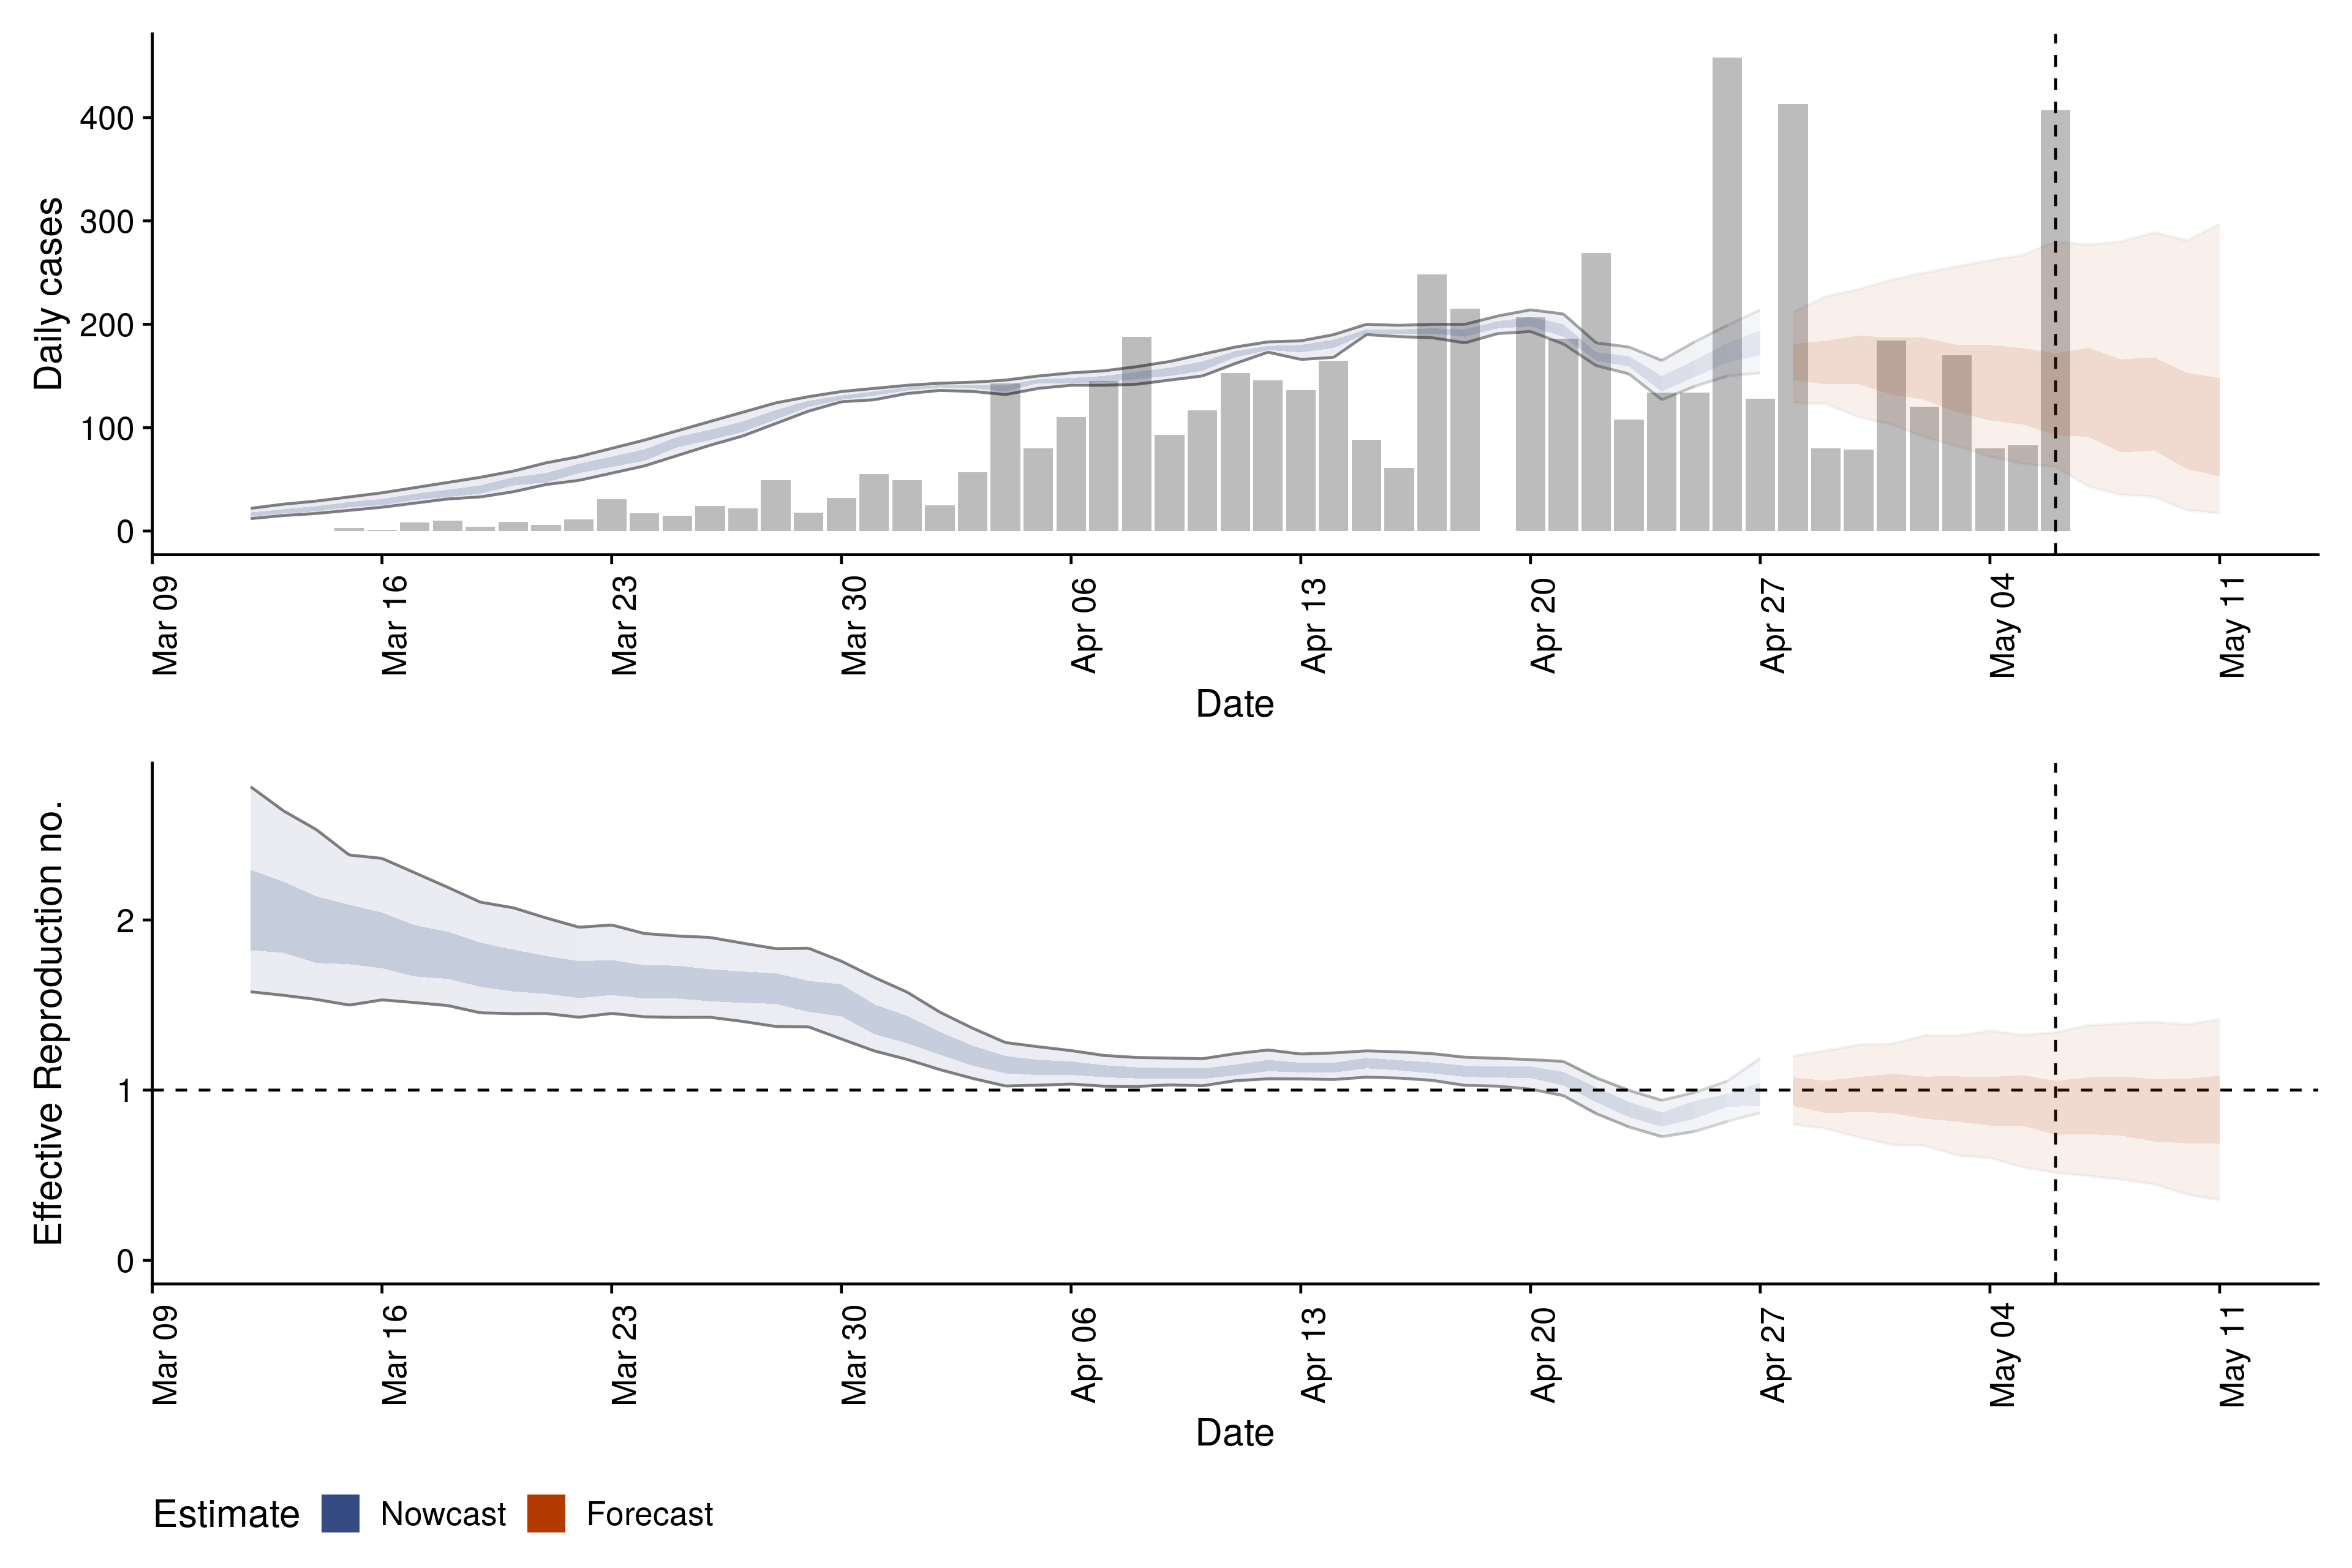 Daily cases
400
300
200
100
0
Mar 09
Mar 16
Mar 23
Mar 30
Apr 06
Apr 13
Apr 20
Apr 27
May 04
May 11
Date
Effective Reproduction no.
2
1
0
Mar 09
Mar 16
Mar 23
Mar 30
Apr 06
Apr 13
Apr 20
Apr 27
May 04
May 11
Date
Estimate Nowcast Forecast